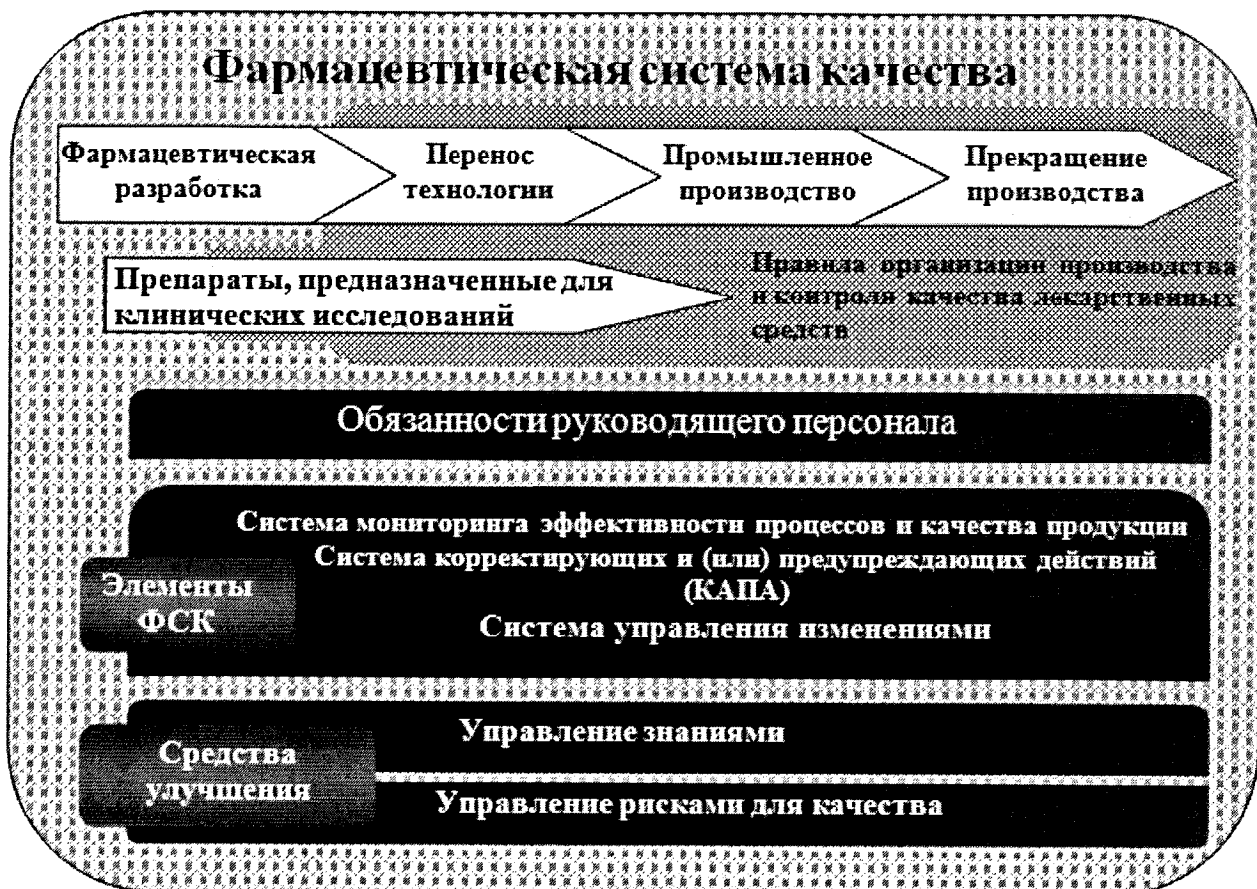 Фармацевтическая система качества
Фармацевтическая
разработка
Перенос
технологии
Промышленное
производство
Прекращение
производства
Препараты, предназначенные для
клинических исследований
Правила организации производства
и контроля качества лекарственных
средств
Обязанности руководящего персонала
Система мониторинга эффективности процессов и качества продукции
Система корректирующих и (или) предупреждающих действий
(КАПА)
Система управления изменениями
Элементы
ФСК
Управление знаниями
Средства
улучшения
Управление рисками для качества